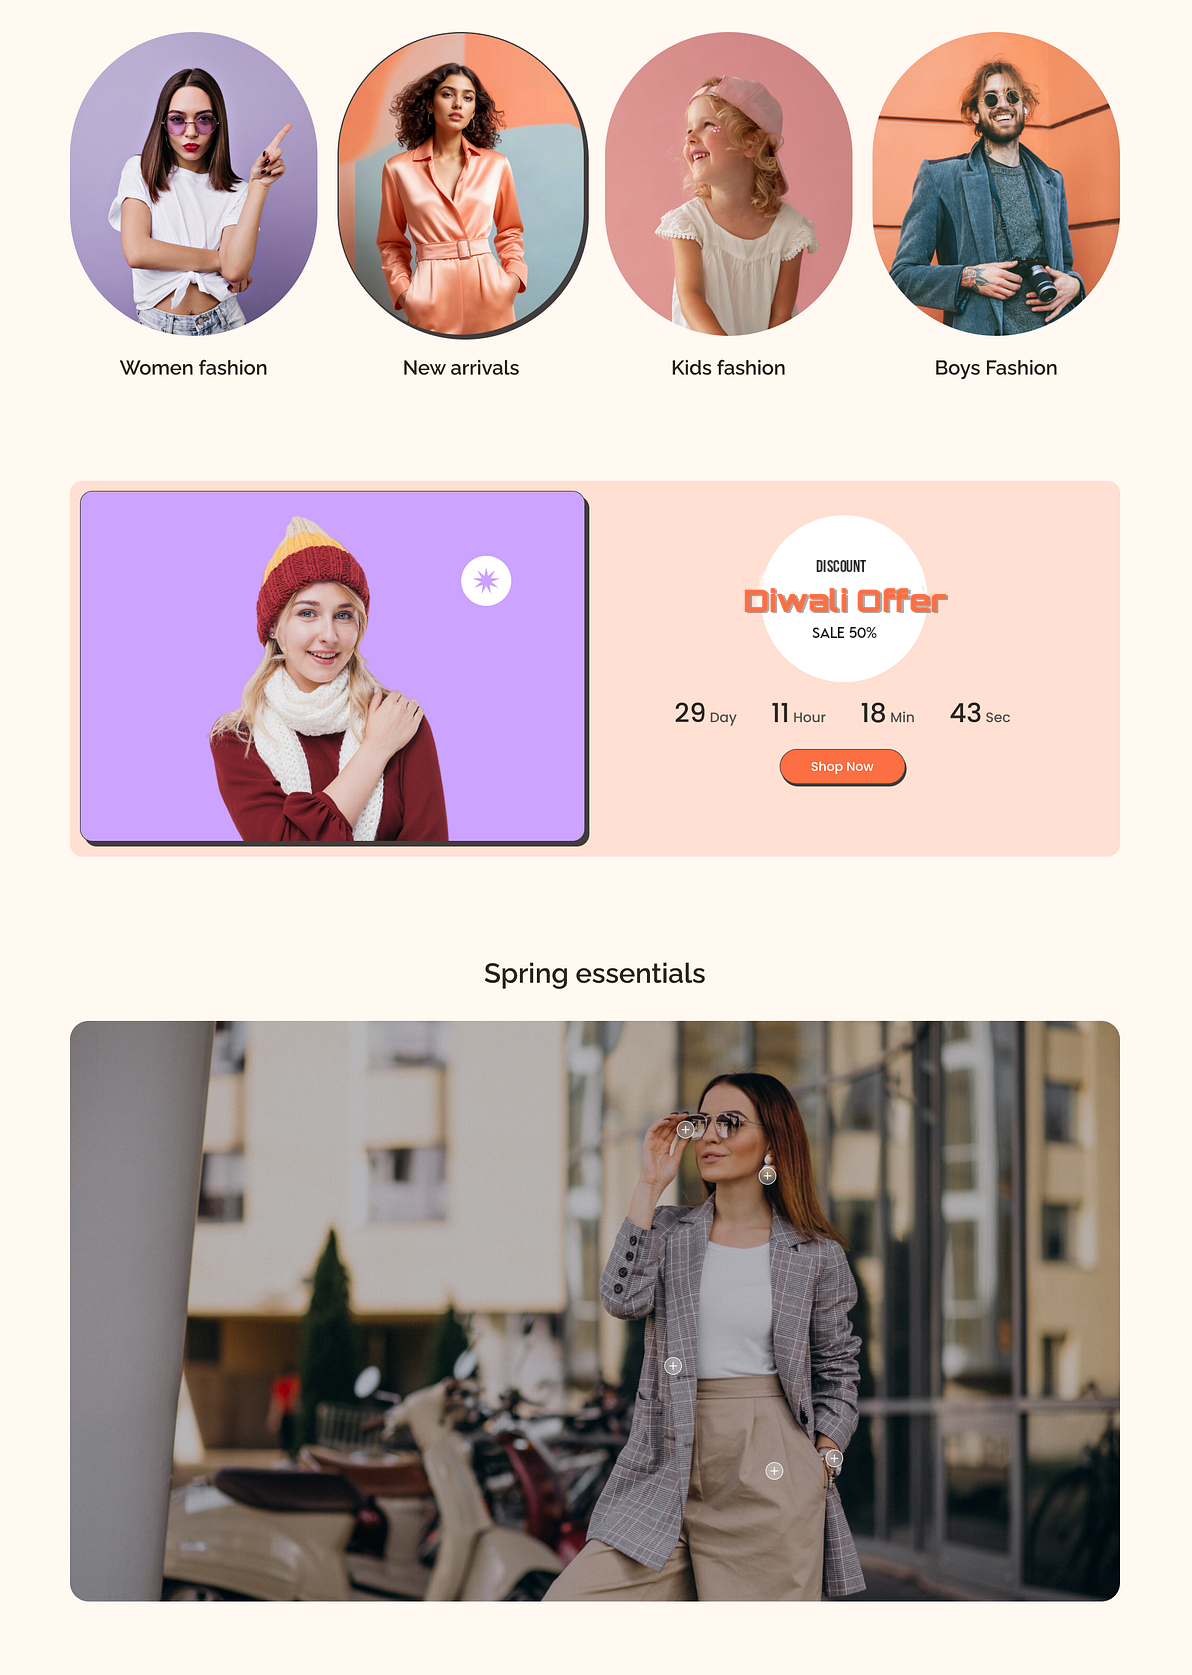 Women fashion
New arrivals
Kids fashion
Boys Fashion
DISCOUNT
Diwali Offer
SALE 50%
29 Day 11 Hour 18 Min 43 Sec
Shop Now
Spring essentials